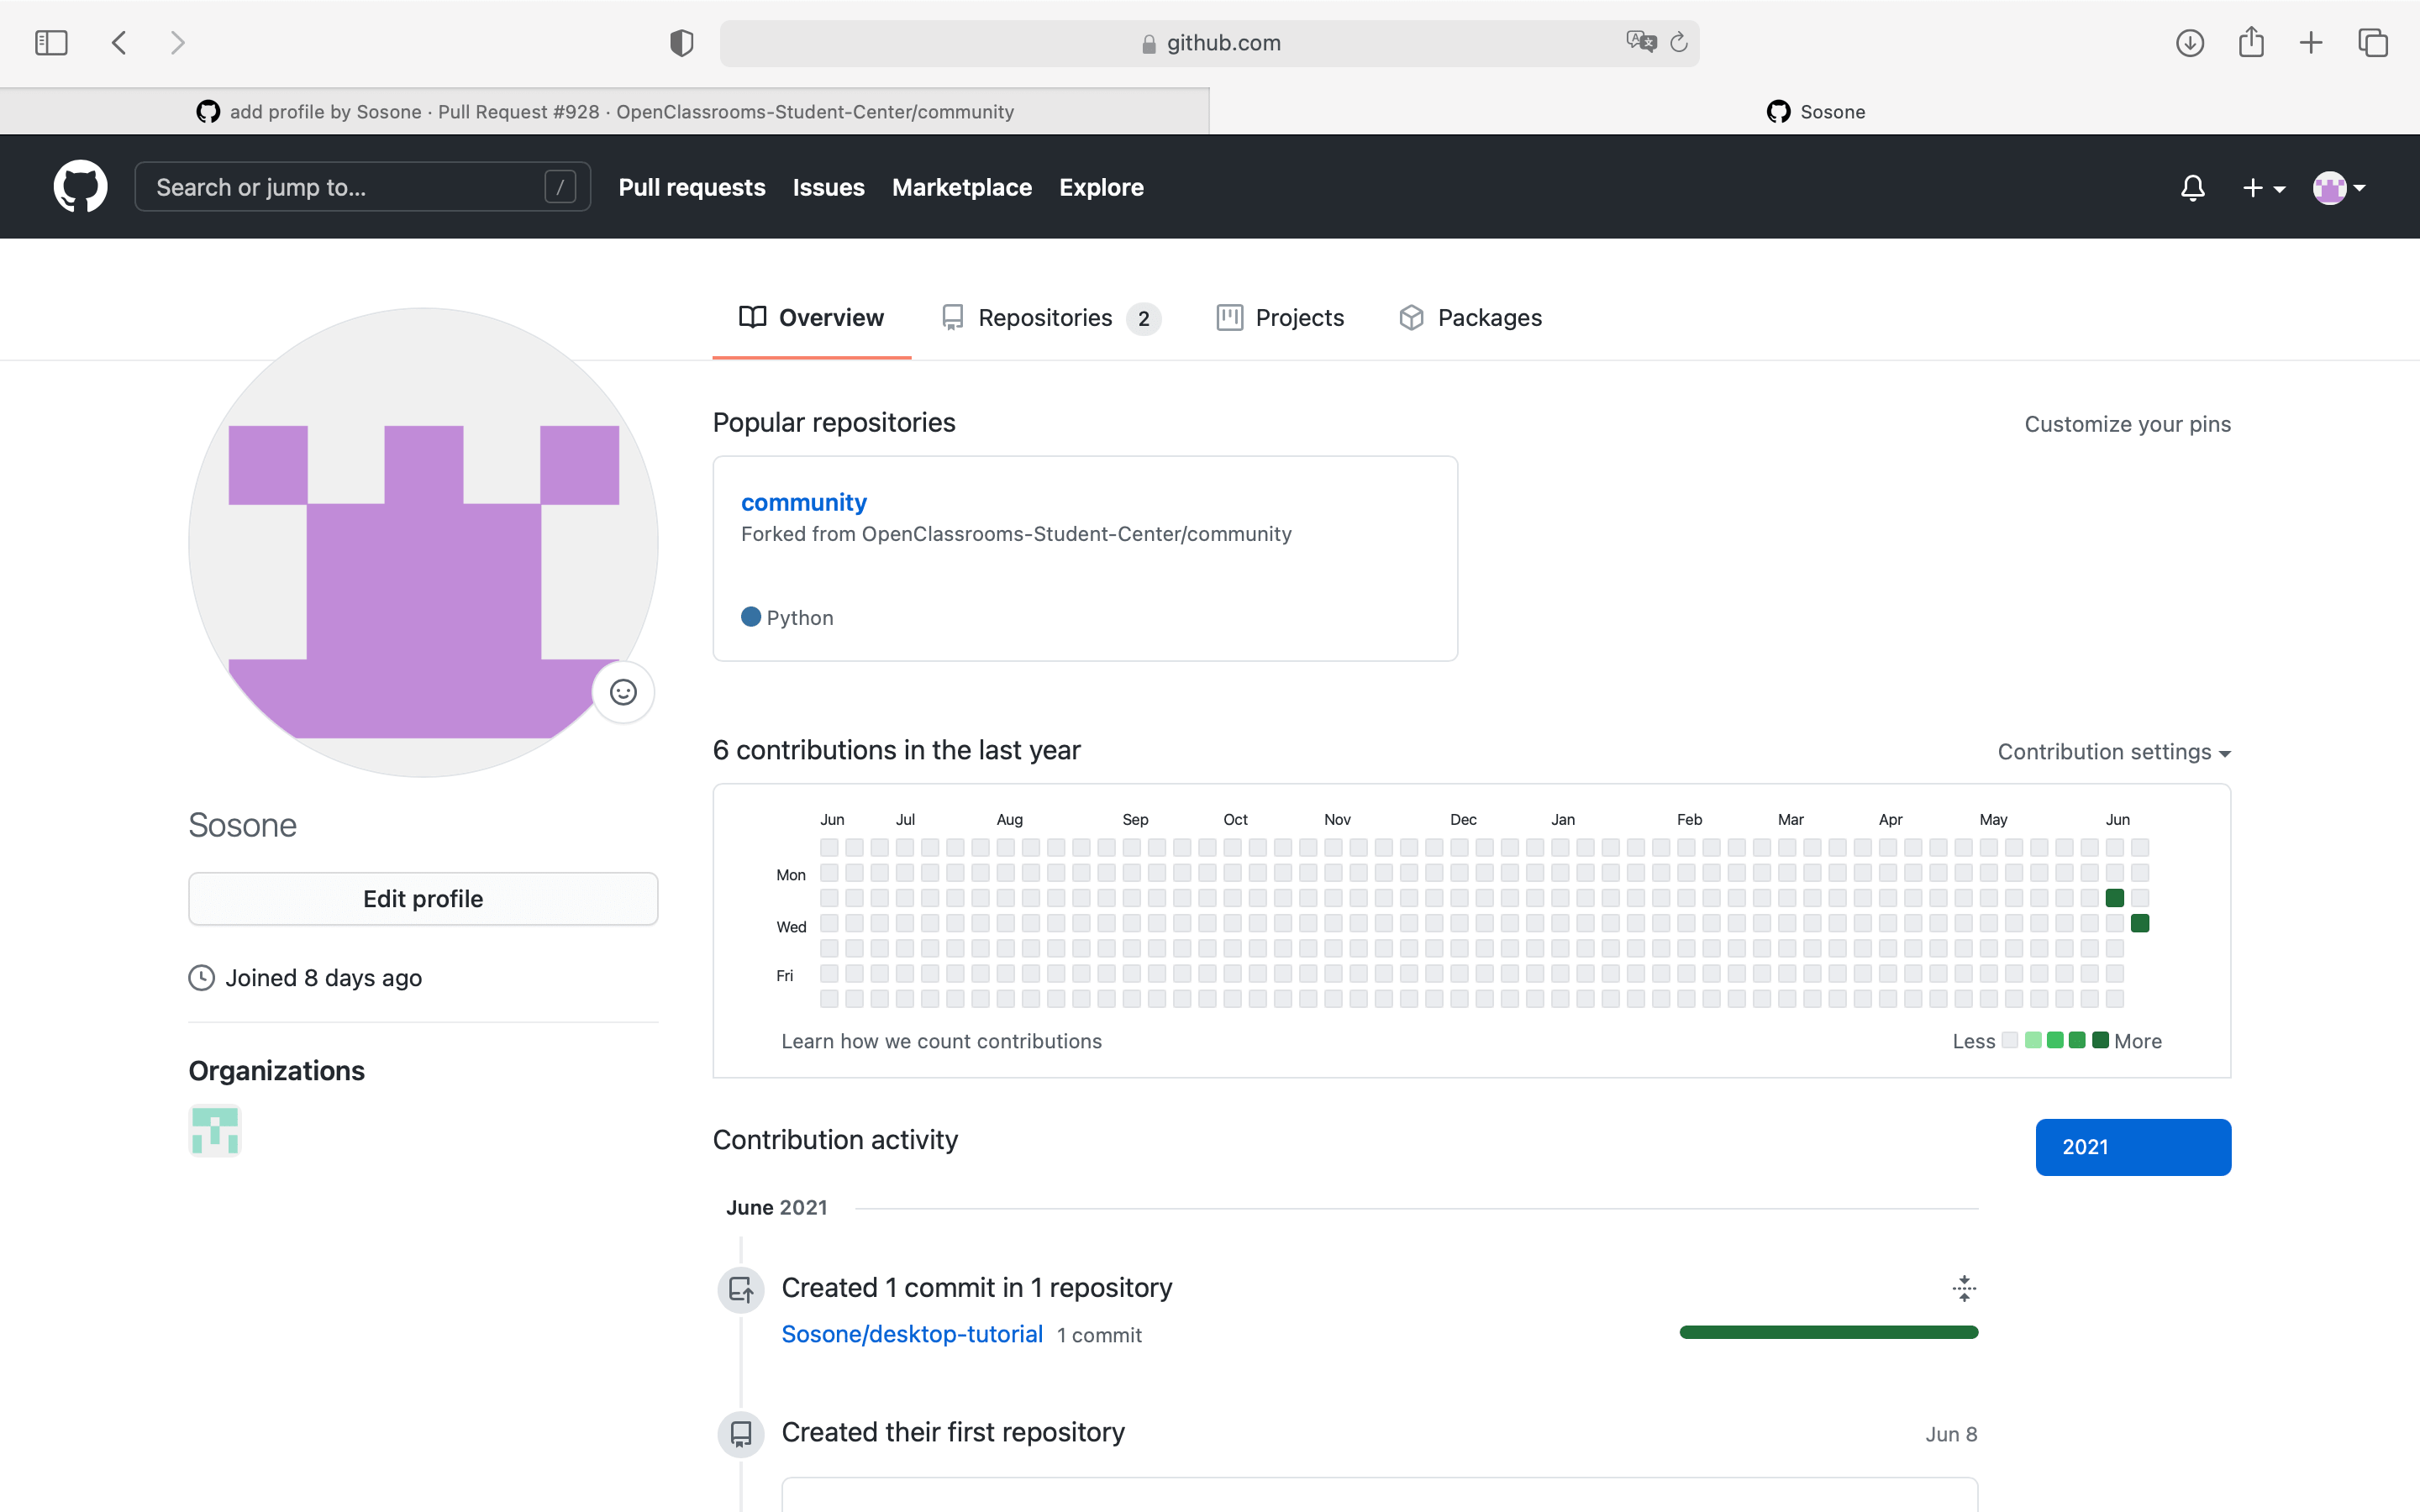 github.com
add profile by Sosone · Pull Request #928 · OpenClassrooms-Student-Center/community
Sosone
Search or jump to...
/
Pull requests
Issues
Marketplace
Explore
Overview
Repositories 2
Projects
Packages
Popular repositories
Customize your pins
community
Forked from OpenClassrooms-Student-Center/community
Python
6 contributions in the last year
Contribution settings
Sosone
Edit profile
Joined 8 days ago
Organizations
Jun Jul Aug Sep Oct Nov Dec Jan Feb Mar Apr May Jun
Mon
Wed
Fri
Learn how we count contributions
Less More
Contribution activity
2021
June 2021
Created 1 commit in 1 repository
Sosone/desktop-tutorial 1 commit
Created their first repository
Jun 8